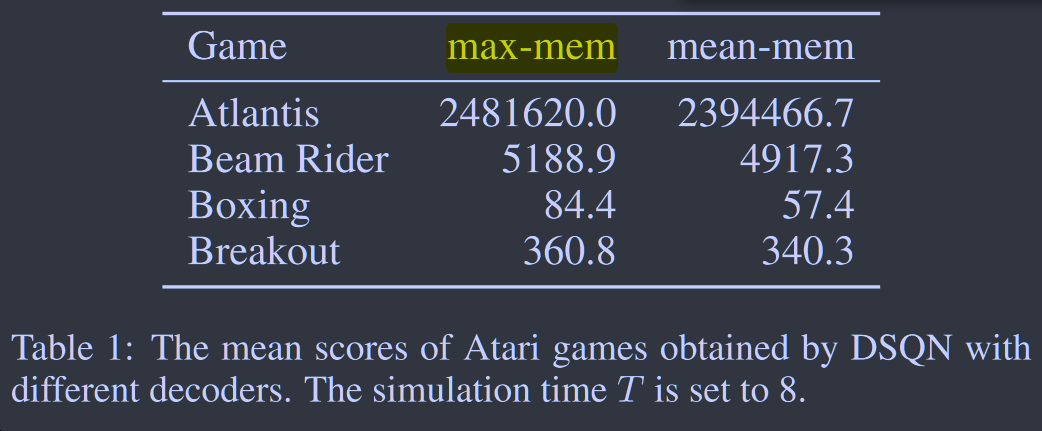 Game max-mem mean-mem
Atlantis 2481620.0 2394466.7
Beam Rider 5188.9 4917.3
Boxing 84.4 57.4
Breakout 360.8 340.3
Table 1: The mean scores of Atari games obtained by DSQN with
different decoders. The simulation time T is set to 8.